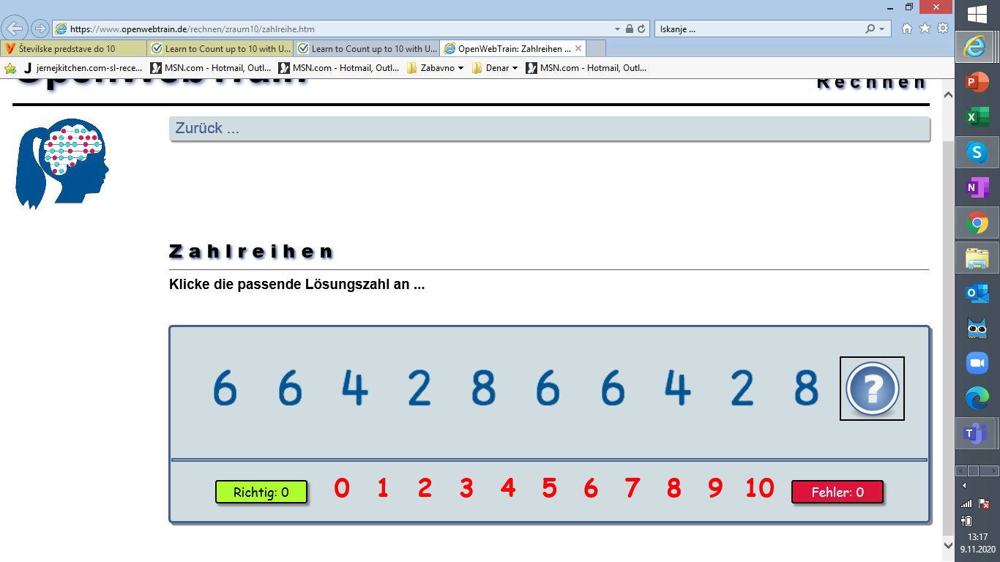 https://www.openwebtrain.de/rechnen/zraum10/zahlreihe.htm
Iskanje ...
Številske predstave do 10
Learn to Count up to 10 with U...
Learn to Count up to 10 with U...
OpenWebTrain: Zahlreihen ...
jernejkitchen.com-sl-rece...
MSN.com - Hotmail, Outl...
MSN.com - Hotmail, Outl...
Zabavno
Denar
MSN.com - Hotmail, Outl...
OpenWebTrain
Rechnen
Zurück ...
Zahlreihen
Klicke die passende Lösungszahl an ...
6 6 4 2 8 6 6 4 2 8 ?
Richtig: 0
0 1 2 3 4 5 6 7 8 9 10
Fehler: 0
13:17
9.11.2020